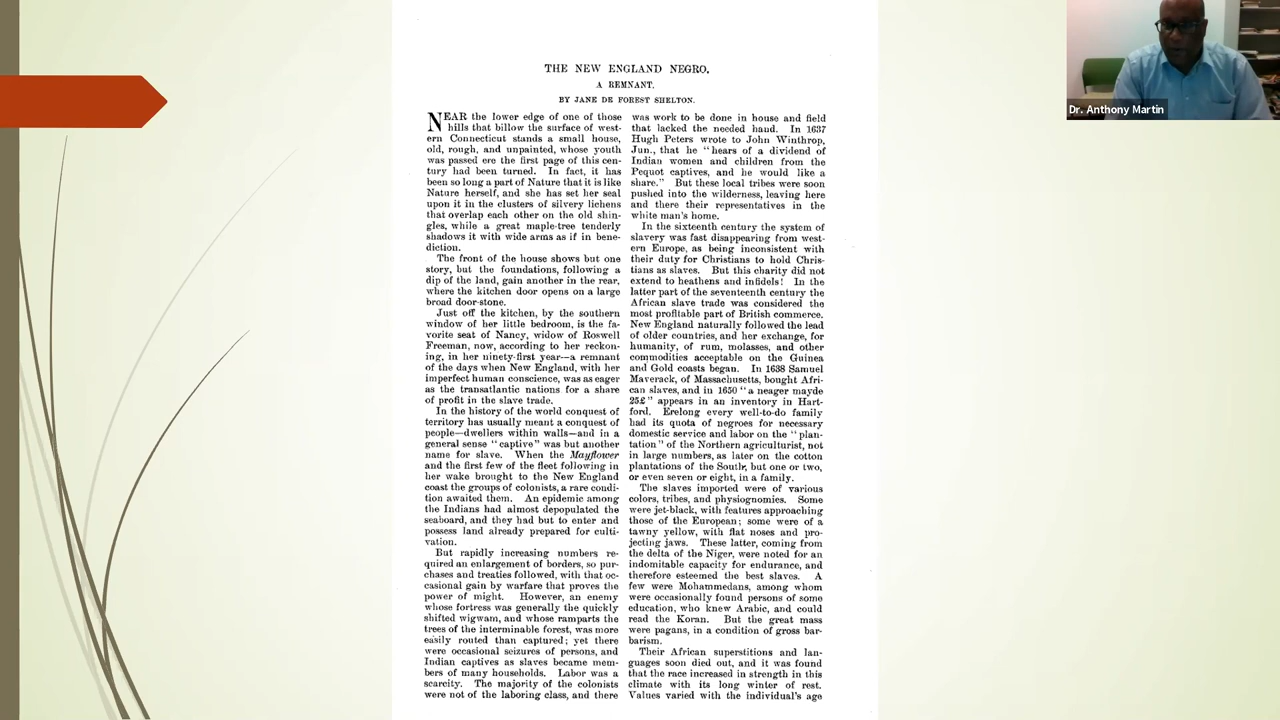 THE NEW ENGLAND NEGRO.
A REMNANT.
BY JANE DE FOREST SHELTON.
NEAR the lower edge of one of those
hills that billow the surface of west-
ern Connecticut stands a small house,
old, rough, and unpainted, whose youth
was passed ere the first page of this cen-
tury had been turned. In fact, it has
been so long a part of Nature that it is like
Nature herself, and she has set her seal
upon it in the clusters of silvery lichens
that overlap each other on the old shin-
gles, while a great maple-tree tenderly
shadows it with wide arms as if in bene-
diction.
The front of the house shows but one
story, but the foundations, following a
dip of the land, gain another in the rear,
where the kitchen door opens on a large
broad door-stone.
Just off the kitchen, by the southern
window of her little bedroom, is the fa-
vorite seat of Nancy, widow of Roswell
Freeman, now, according to her reckon-
ing, in her ninety-first year—a remnant
of the days when New England, with her
imperfect human conscience, was as eager
as the transatlantic nations for a share
of profit in the slave trade.
In the history of the world conquest of
territory has usually meant a conquest of
people—dwellers within walls—and in a
general sense "captive" was but another
name for slave. When the Mayflower
and the first few of the fleet following in
her wake brought to the New England
coast the groups of colonists, a rare condi-
tion awaited them. An epidemic among
the Indians had almost depopulated the
seaboard, and they had but to enter and
possess land already prepared for culti-
vation.
But rapidly increasing numbers re-
quired an enlargement of borders, so pur-
chases and treaties followed, with that oc-
casional gain by warfare that proves the
power of might. However, an enemy
whose fortress was generally the quickly
shifted wigwam, and whose ramparts the
trees of the interminable forest, was more
easily routed than captured; yet there
were occasional seizures of persons, and
Indian captives as slaves became mem-
bers of many households. Labor was a
scarcity. The majority of the colonists
were not of the laboring class, and there
was work to be done in house and field
that lacked the needed hand. In 1637
Hugh Peters wrote to John Winthrop,
Jun., that he "hears of a dividend of
Indian women and children from the
Pequot captives, and he would like a
share." But these local tribes were soon
pushed into the wilderness, leaving here
and there their representatives in the
white man's home.
In the sixteenth century the system of
slavery was fast disappearing from west-
ern Europe, as being inconsistent with
their duty for Christians to hold Chris-
tians as slaves. But this charity did not
extend to heathens and infidels! In the
latter part of the seventeenth century the
African slave trade was considered the
most profitable part of British commerce.
New England naturally followed the lead
of older countries, and her exchange, for
humanity, of rum, molasses, and other
commodities acceptable on the Guinea
and Gold coasts began. In 1638 Samuel
Maverack, of Massachusetts, bought Afri-
can slaves, and in 1650 "a neager mayde
25£" appears in an inventory in Hart-
ford. Erelong every well-to-do family
had its quota of negroes for necessary
domestic service and labor on the "plan-
tation" of the Northern agriculturist, not
in large numbers, as later on the cotton
plantations of the South, but one or two,
or even seven or eight, in a family.
The slaves imported were of various
colors, tribes, and physiognomies. Some
were jet-black, with features approaching
those of the European; some were of a
tawny yellow, with flat noses and pro-
jecting jaws. These latter, coming from
the delta of the Niger, were noted for an
indomitable capacity for endurance, and
therefore esteemed the best slaves. A
few were Mohammedans, among whom
were occasionally found persons of some
education, who knew Arabic, and could
read the Koran. But the great mass
were pagans, in a condition of gross bar-
barism.
Their African superstitions and lan-
guages soon died out, and it was found
that the race increased in strength in this
climate with its long winter of rest.
Values varied with the individual's age
Dr. Anthony Martin